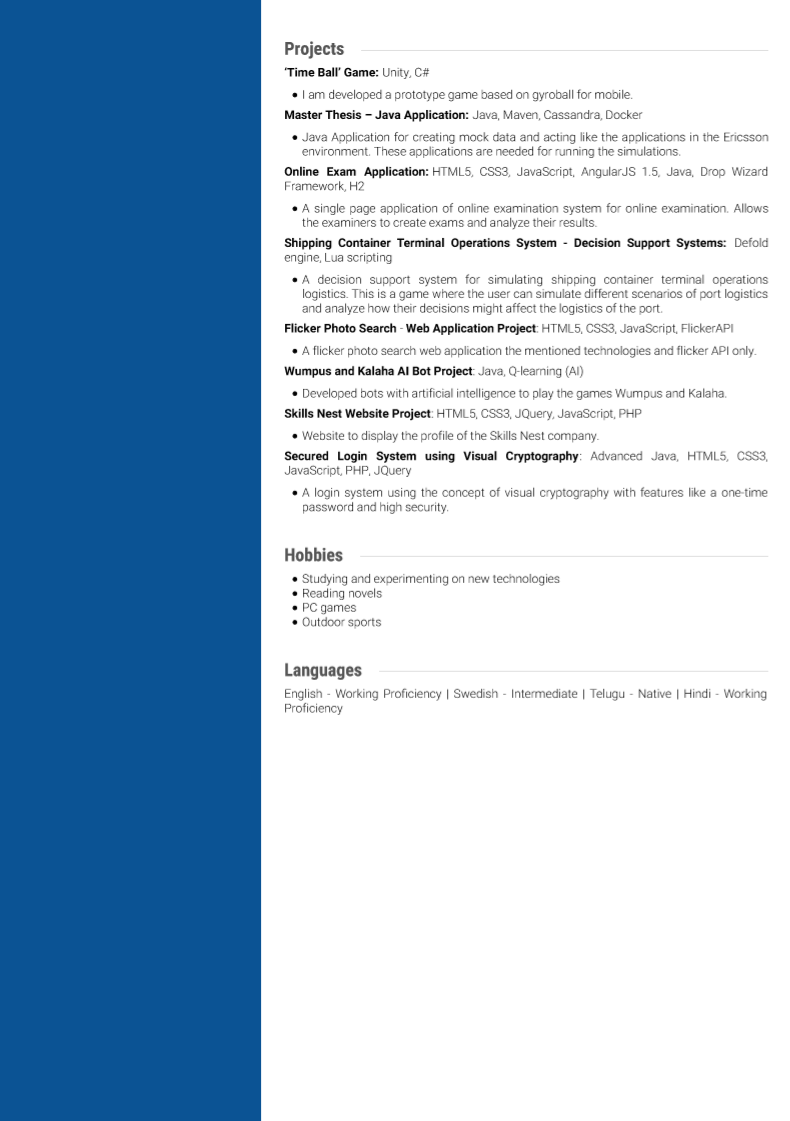 Projects
‘Time Ball’ Game: Unity, C#
• I am developed a prototype game based on gyroball for mobile.
Master Thesis – Java Application: Java, Maven, Cassandra, Docker
• Java Application for creating mock data and acting like the applications in the Ericsson
environment. These applications are needed for running the simulations.
Online Exam Application: HTML5, CSS3, JavaScript, AngularJS 1.5, Java, Drop Wizard
Framework, H2
• A single page application of online examination system for online examination. Allows
the examiners to create exams and analyze their results.
Shipping Container Terminal Operations System - Decision Support Systems: Defold
engine, Lua scripting
• A decision support system for simulating shipping container terminal operations
logistics. This is a game where the user can simulate different scenarios of port logistics
and analyze how their decisions might affect the logistics of the port.
Flicker Photo Search - Web Application Project: HTML5, CSS3, JavaScript, FlickerAPI
• A flicker photo search web application the mentioned technologies and flicker API only.
Wumpus and Kalaha AI Bot Project: Java, Q-learning (AI)
• Developed bots with artificial intelligence to play the games Wumpus and Kalaha.
Skills Nest Website Project: HTML5, CSS3, JQuery, JavaScript, PHP
• Website to display the profile of the Skills Nest company.
Secured Login System using Visual Cryptography: Advanced Java, HTML5, CSS3,
JavaScript, PHP, JQuery
• A login system using the concept of visual cryptography with features like a one-time
password and high security.
Hobbies
• Studying and experimenting on new technologies
• Reading novels
• PC games
• Outdoor sports
Languages
English - Working Proficiency | Swedish - Intermediate | Telugu - Native | Hindi - Working
Proficiency